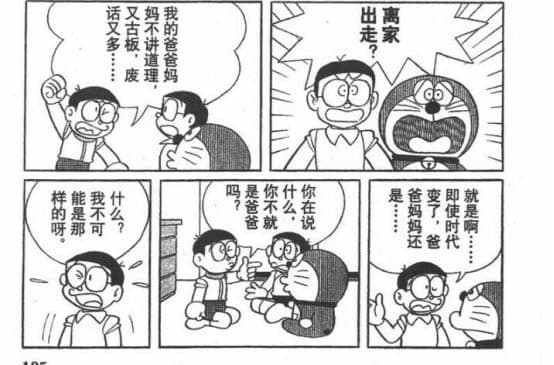 离家
出走？
我的爸爸妈
妈不讲道理，
又古板，废
话又多……
就是啊……
即使时代
变了，爸
爸妈妈还
是……
你在说
什么，
你不就
是爸爸
吗？
什么？
我不可
能是那
样的呀。